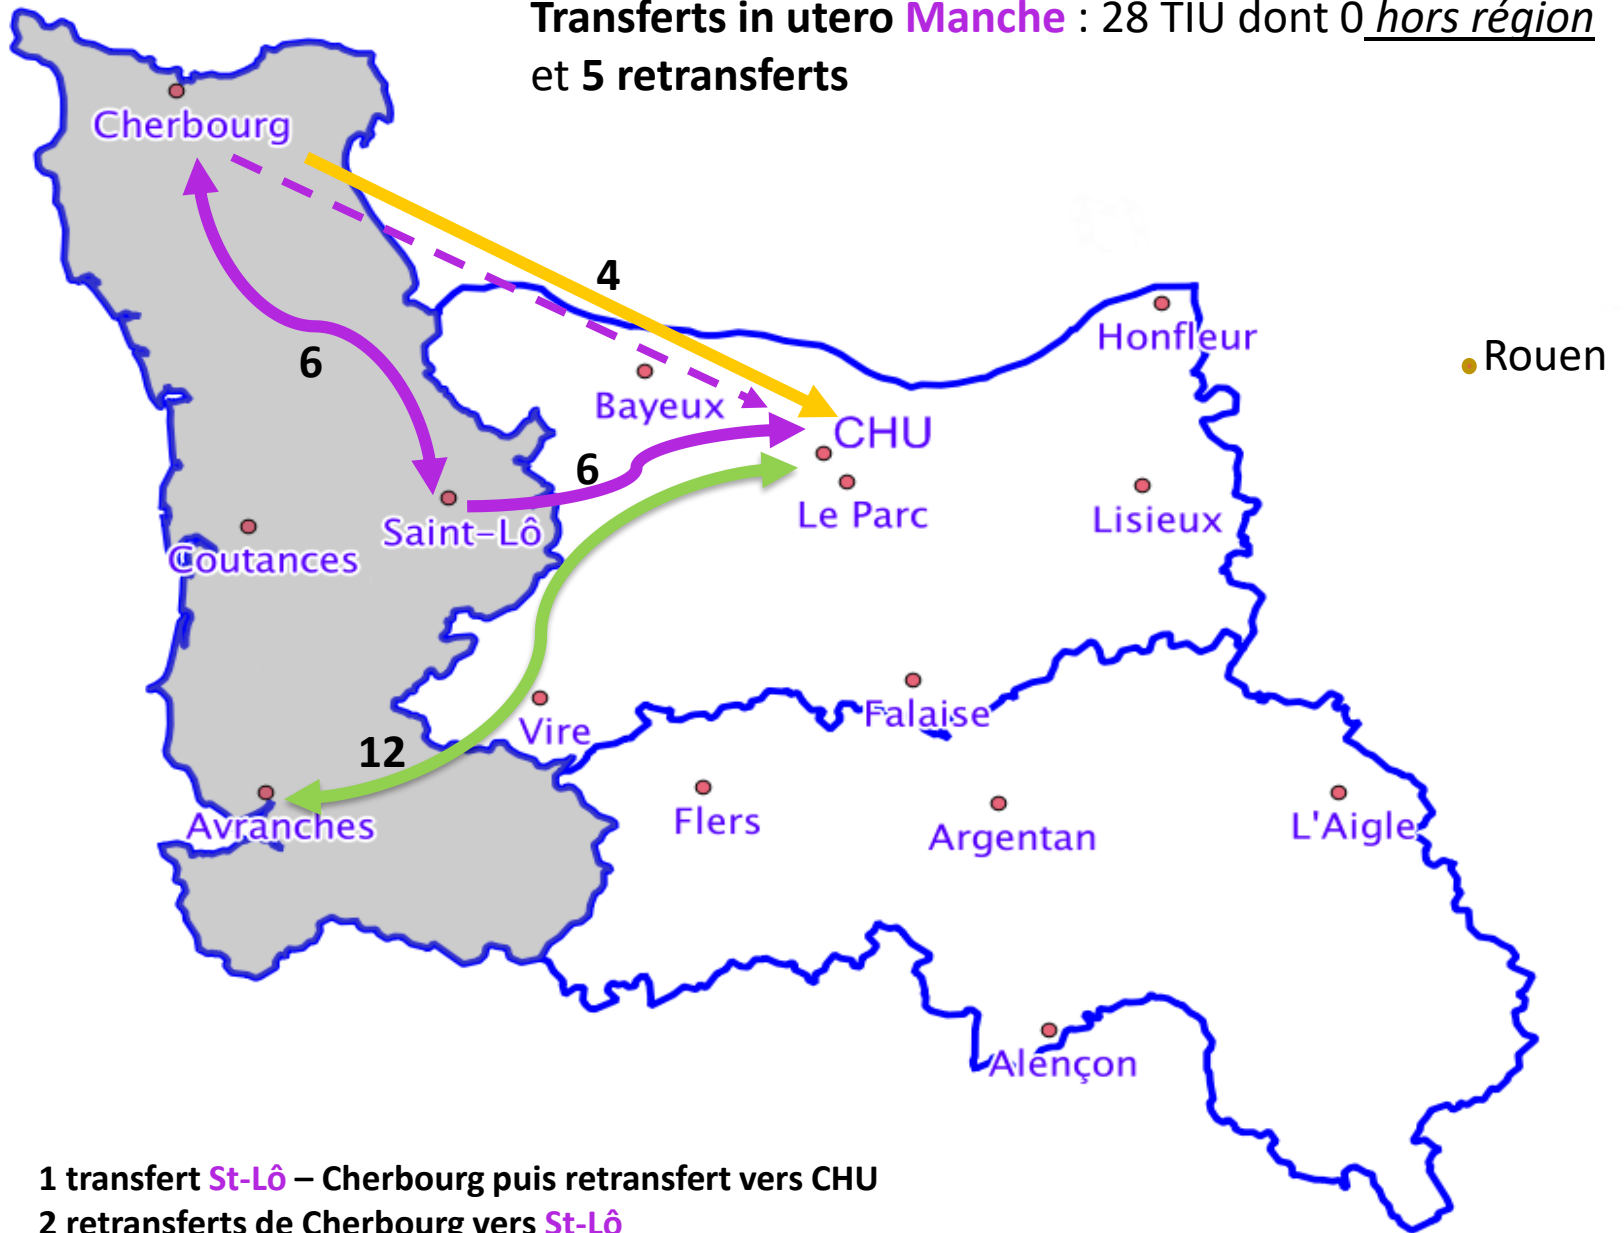 Transferts in utero Manche : 28 TIU dont 0 hors région
et 5 retransferts
Cherbourg
4
Honfleur
6
Rouen
Bayeux
CHU
6
Le Parc
Lisieux
Saint-Lô
Coutances
Falaise
Vire
12
Flers
Argentan
L'Aigle
Avranches
Alençon
1 transfert St-Lô – Cherbourg puis retransfert vers CHU
2 retransferts de Cherbourg vers St-Lô